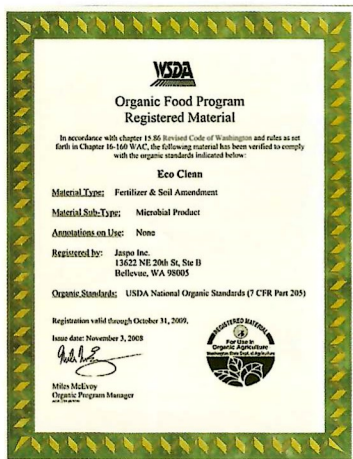 WSDA
Organic Food Program
Registered Material
In accordance with chapter 15.86 Revised Code of Washington and rules as set
forth in Chapter 16-160 WAC, the following material has been verified to comply
with the organic standards indicated below:
Eco Clean
Material Type: Fertilizer & Soil Amendment
Material Sub-Type: Microbial Product
Annotations on Use: None
Registered by: Jaspo Inc.
13622 NE 20th St, Ste B
Bellevue, WA 98005
Organic Standards: USDA National Organic Standards (7 CFR Part 205)
Registration valid through October 31, 2009.
Issue date: November 3, 2008
REGISTERED MATERIAL
For Use in
Organic Agriculture
Washington State Dept. of Agriculture
Miles McEvoy
Organic Program Manager